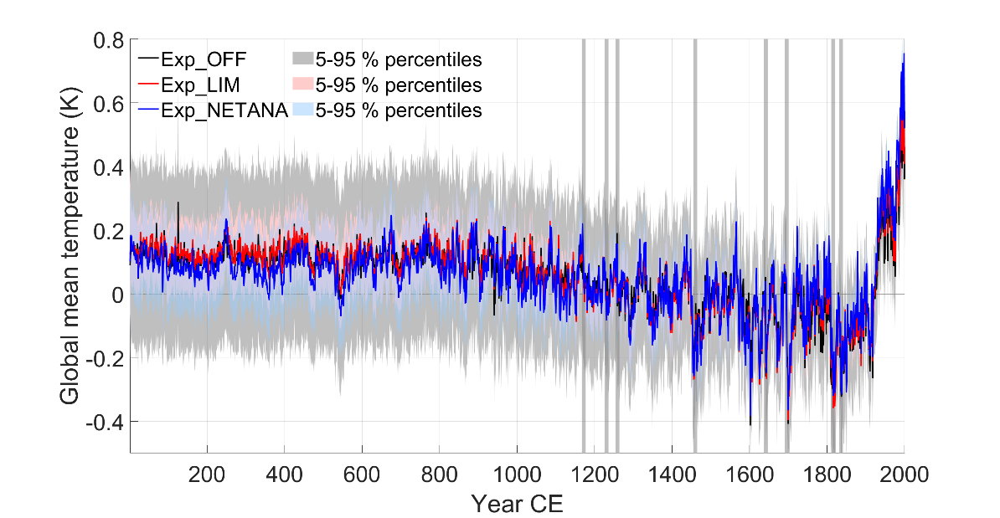 0.8
0.6
0.4
0.2
0
-0.2
-0.4
Global mean temperature (K)
Exp_OFF 5-95 % percentiles
Exp_LIM 5-95 % percentiles
Exp_NETANA 5-95 % percentiles
200 400 600 800 1000 1200 1400 1600 1800 2000
Year CE